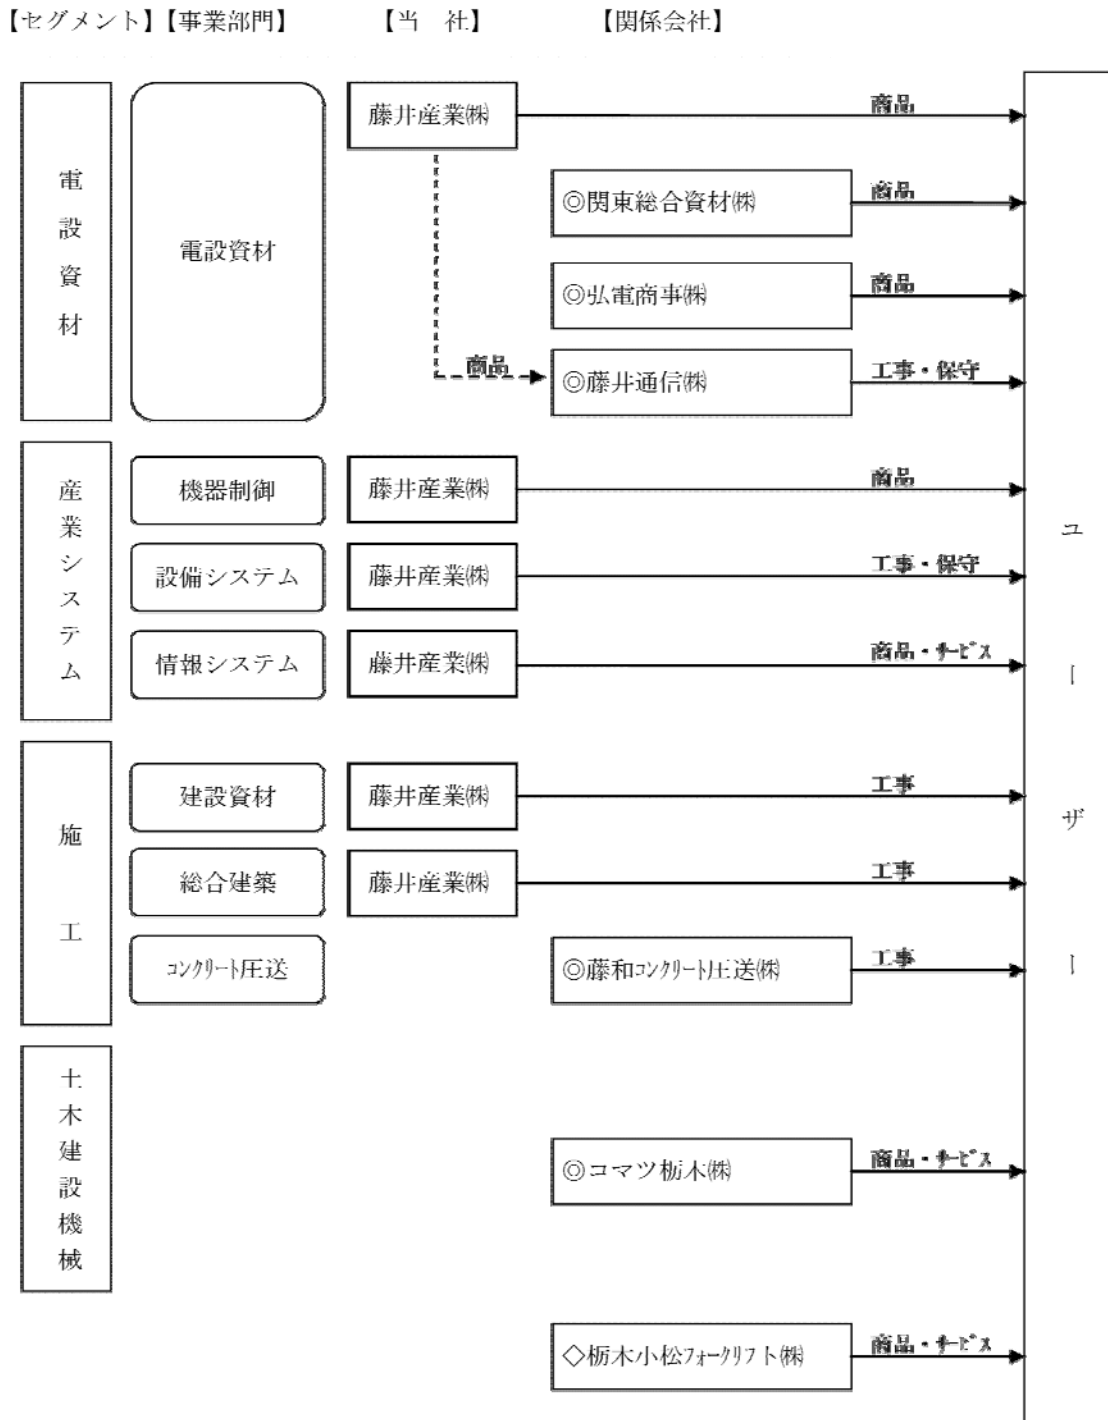 【セグメント】【事業部門】 【当 社】 【関係会社】
電設資材
電設資材
藤井産業㈱
商品
◎関東総合資材㈱
商品
◎弘電商事㈱
商品
商品
◎藤井通信㈱
工事・保守
産業システム
機器制御
藤井産業㈱
商品
設備システム
藤井産業㈱
工事・保守
情報システム
藤井産業㈱
商品・ｻｰﾋﾞｽ
施工
建設資材
藤井産業㈱
工事
総合建築
藤井産業㈱
工事
ｺﾝｸﾘｰﾄ圧送
◎藤和ｺﾝｸﾘｰﾄ圧送㈱
工事
土木建設機械
◎コマツ栃木㈱
商品・ｻｰﾋﾞｽ
◇栃木小松ﾌｫｰｸﾘﾌﾄ㈱
商品・ｻｰﾋﾞｽ
ユーザー